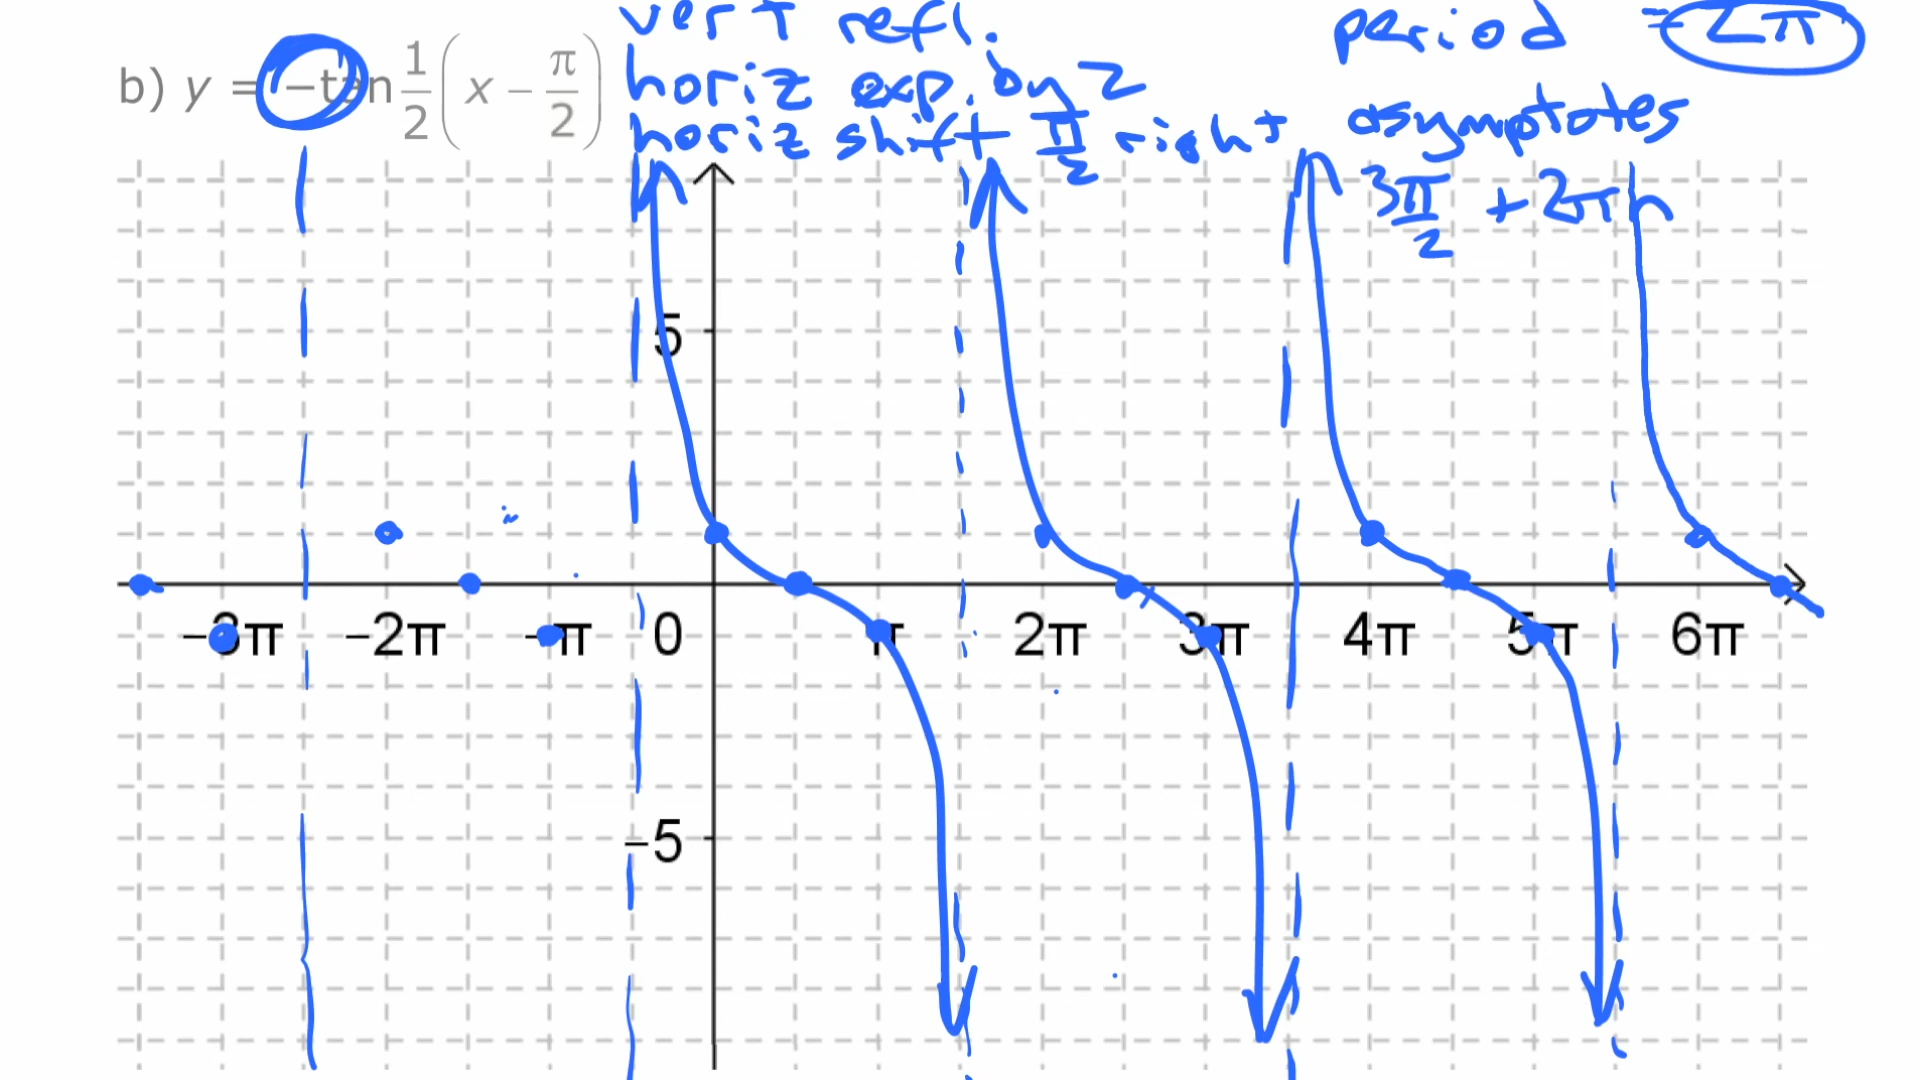 vert refl.
period = 2π
b) y = -tan 1/2 (x - π/2)
horiz exp. by 2
horiz shift π/2 right
asymptotes
3π/2 + 2πn
5
-3π -2π -π 0 π 2π 3π 4π 5π 6π
-5